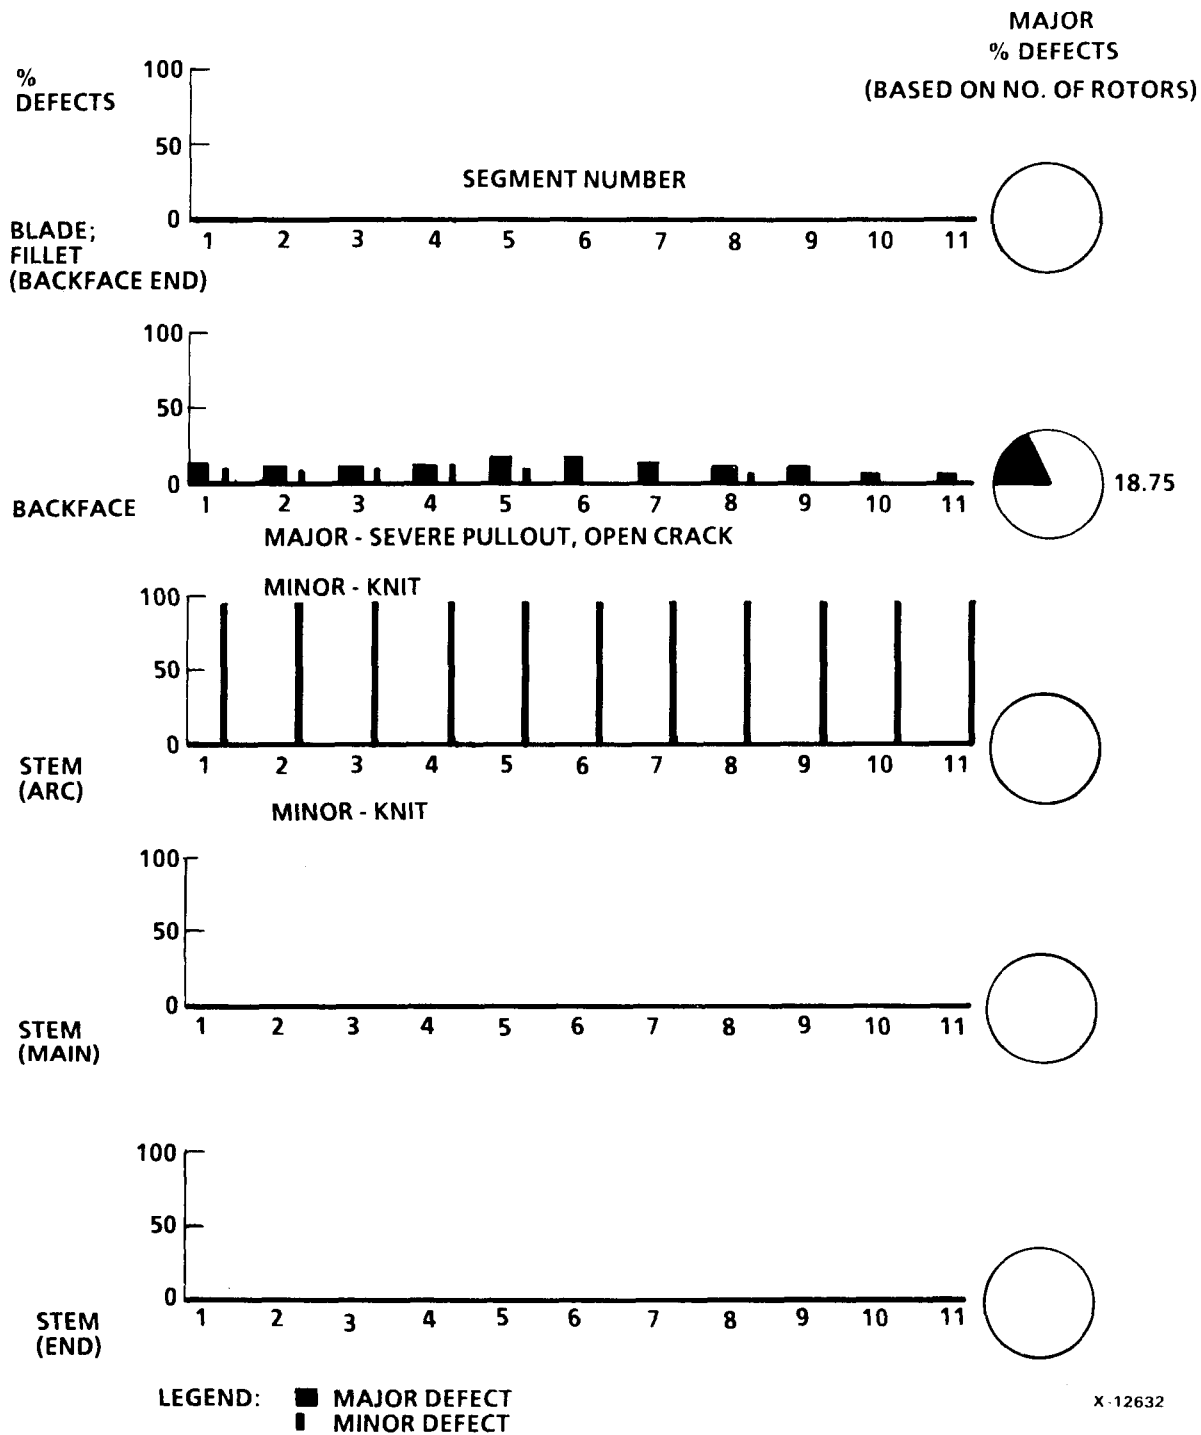 MAJOR
% DEFECTS
(BASED ON NO. OF ROTORS)
%
DEFECTS
100
50
0
SEGMENT NUMBER
1 2 3 4 5 6 7 8 9 10 11
BLADE;
FILLET
(BACKFACE END)
100
50
0
1 2 3 4 5 6 7 8 9 10 11
18.75
BACKFACE
MAJOR - SEVERE PULLOUT, OPEN CRACK
MINOR - KNIT
100
50
0
1 2 3 4 5 6 7 8 9 10 11
STEM
(ARC)
MINOR - KNIT
100
50
0
1 2 3 4 5 6 7 8 9 10 11
STEM
(MAIN)
100
50
0
1 2 3 4 5 6 7 8 9 10 11
STEM
(END)
LEGEND: MAJOR DEFECT
MINOR DEFECT
X-12632